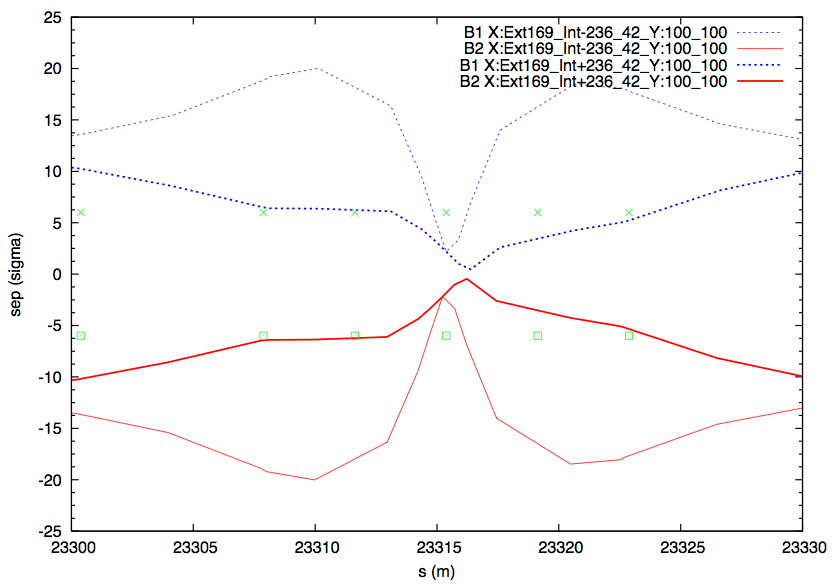 B1 X:Ext169_Int-236_42_Y:100_100
B2 X:Ext169_Int-236_42_Y:100_100
B1 X:Ext169_Int+236_42_Y:100_100
B2 X:Ext169_Int+236_42_Y:100_100
25
20
15
10
5
0
-5
-10
-15
-20
-25
sep (sigma)
23300 23305 23310 23315 23320 23325 23330
s (m)